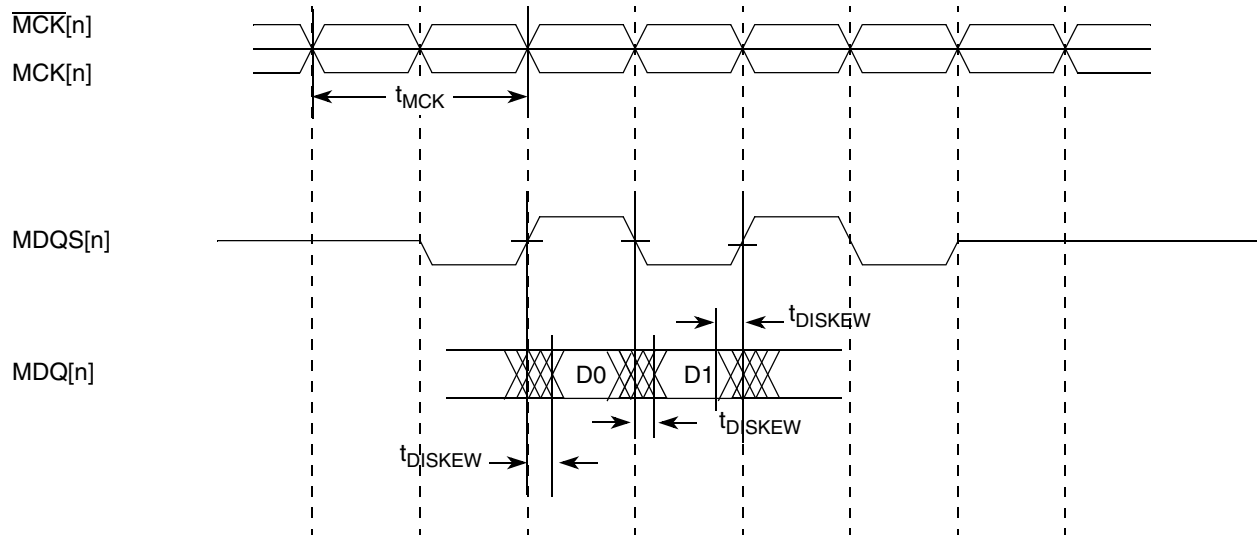 MCK[n]
MCK[n]
tMCK
MDQS[n]
tDISKEW
MDQ[n]
D0
D1
tDISKEW
tDISKEW